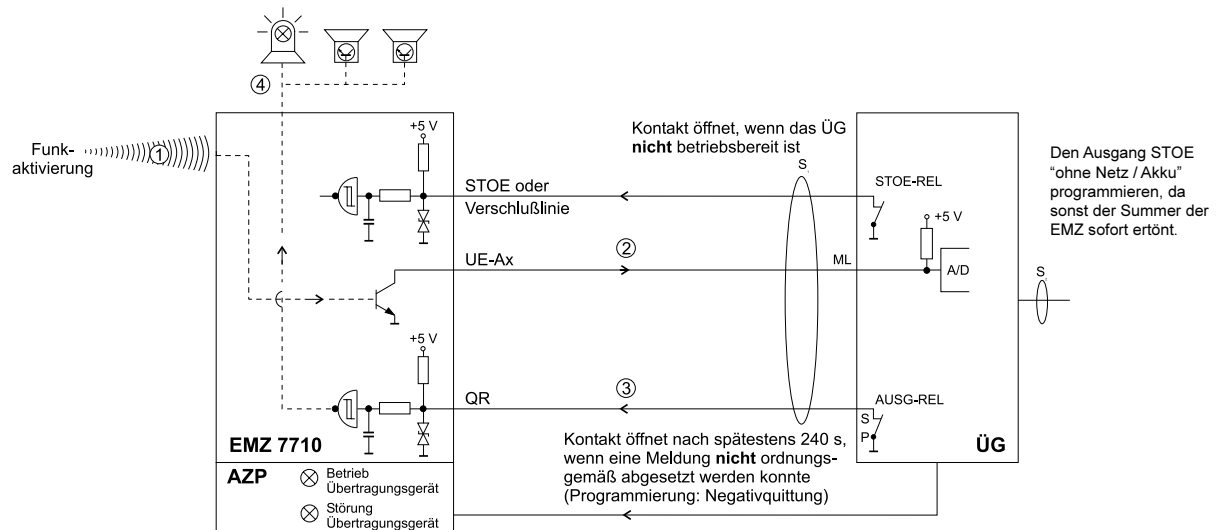 ④
Funk-
aktivierung
①
+5 V
STOE oder
Verschlußlinie
②
UE-Ax
+5 V
③
QR
EMZ 7710
AZP
Betrieb
Übertragungsgerät
Störung
Übertragungsgerät
Kontakt öffnet, wenn das ÜG
nicht betriebsbereit ist
S
STOE-REL
+5 V
ML
A/D
AUSG-REL
S
P
ÜG
Kontakt öffnet nach spätestens 240 s,
wenn eine Meldung nicht ordnungs-
gemäß abgesetzt werden konnte
(Programmierung: Negativquittung)
Den Ausgang STOE
“ohne Netz / Akku”
programmieren, da
sonst der Summer der
EMZ sofort ertönt.
S